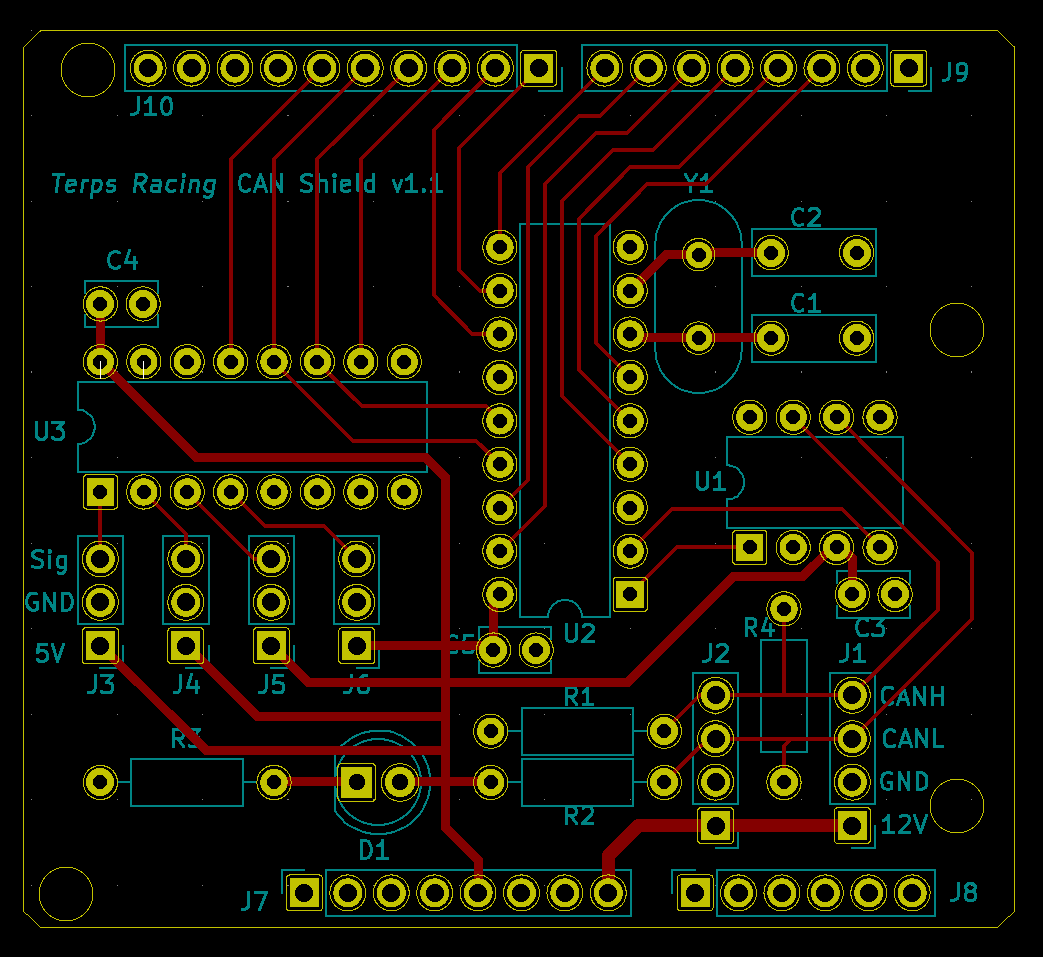 J9
J10
Terps Racing CAN Shield v1.1
Y1
C2
C4
C1
U3
U1
Sig
GND
5V
C5
U2
R4
C3
J3
J4
J5
J6
J2
J1
R1
CANH
R3
CANL
GND
R2
12V
D1
J7
J8